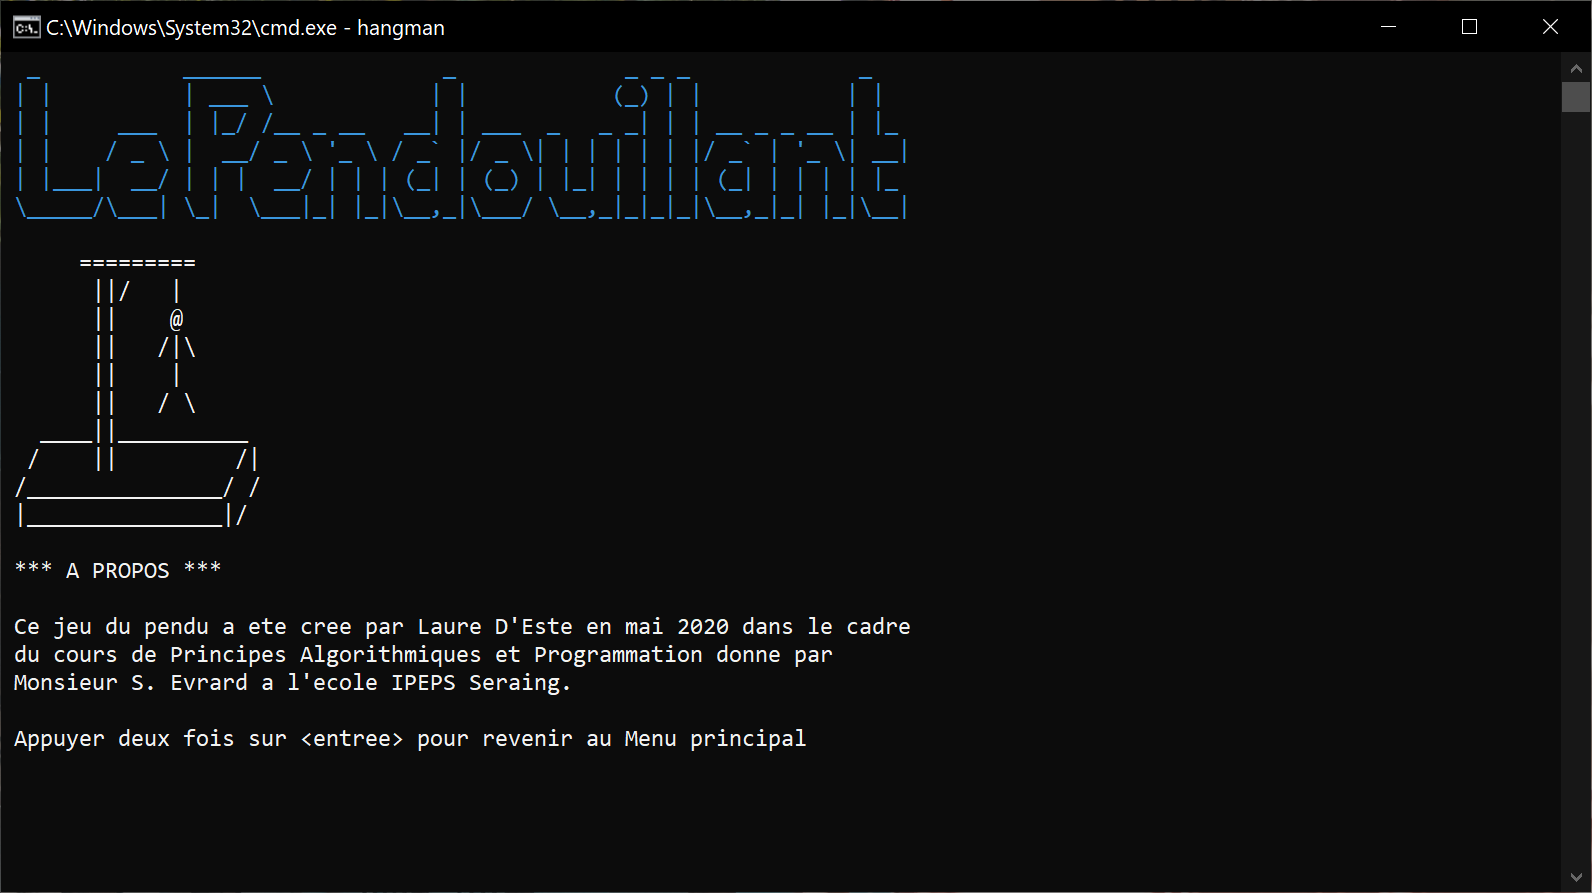 C:\Windows\System32\cmd.exe - hangman
LePendouillant
*** A PROPOS ***
Ce jeu du pendu a ete cree par Laure D'Este en mai 2020 dans le cadre
du cours de Principes Algorithmiques et Programmation donne par
Monsieur S. Evrard a l'ecole IPEPS Seraing.
Appuyer deux fois sur <entree> pour revenir au Menu principal